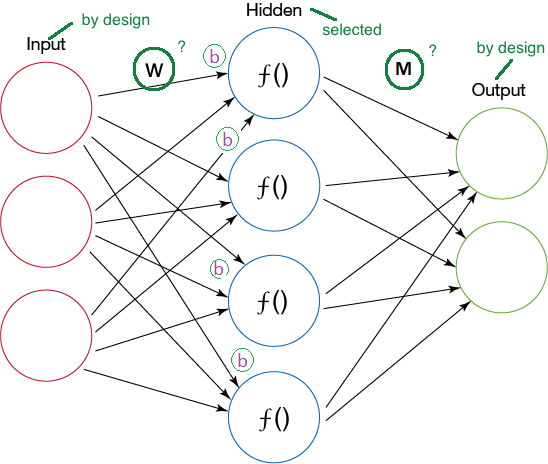 Hidden
by design
selected
Input
W ?
M ?
by design
Output
b
f()
b
f()
b
f()
b
f()